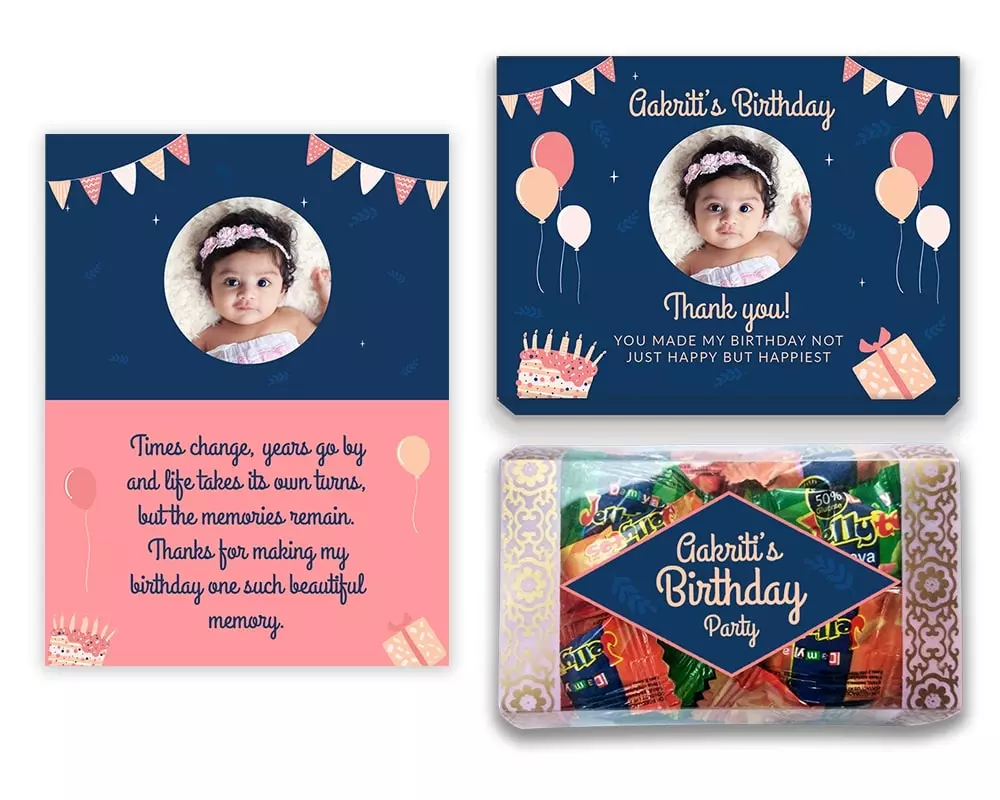 Times change, years go by
and life takes its own turns,
but the memories remain.
Thanks for making my
birthday one such beautiful
memory.
Aakriti's Birthday
Thank you!
YOU MADE MY BIRTHDAY NOT
JUST HAPPY BUT HAPPIEST
Damyaa
50%
Aakriti's
Birthday
Party